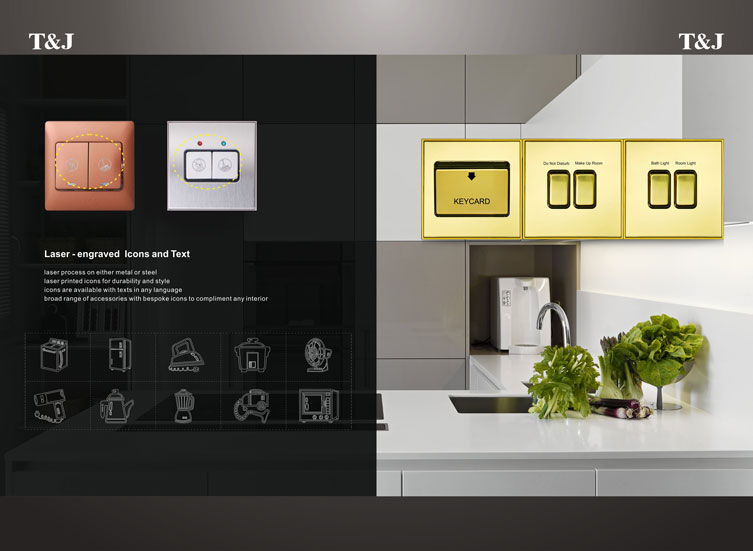 T&J
T&J
Laser - engraved Icons and Text
laser process on either metal or steel
laser printed icons for durability and style
icons are available with texts in any language
broad range of accessories with bespoke icons to compliment any interior
KEYCARD
Do Not Disturb Make Up Room
Bath Light Room Light